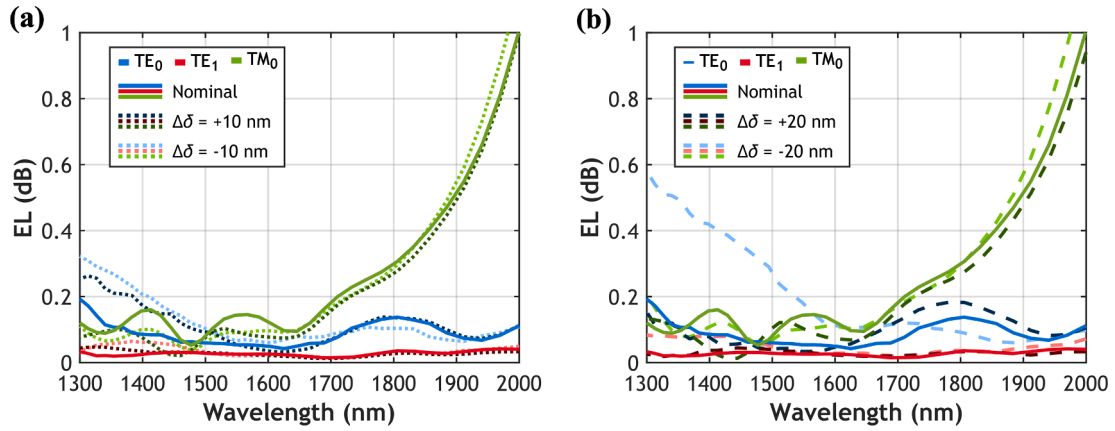 (a)
TE0 TE1 TM0
Nominal
Δδ = +10 nm
Δδ = -10 nm
EL (dB)
1
0.8
0.6
0.4
0.2
0
1300 1400 1500 1600 1700 1800 1900 2000
Wavelength (nm)
(b)
TE0 TE1 TM0
Nominal
Δδ = +20 nm
Δδ = -20 nm
EL (dB)
1
0.8
0.6
0.4
0.2
0
1300 1400 1500 1600 1700 1800 1900 2000
Wavelength (nm)